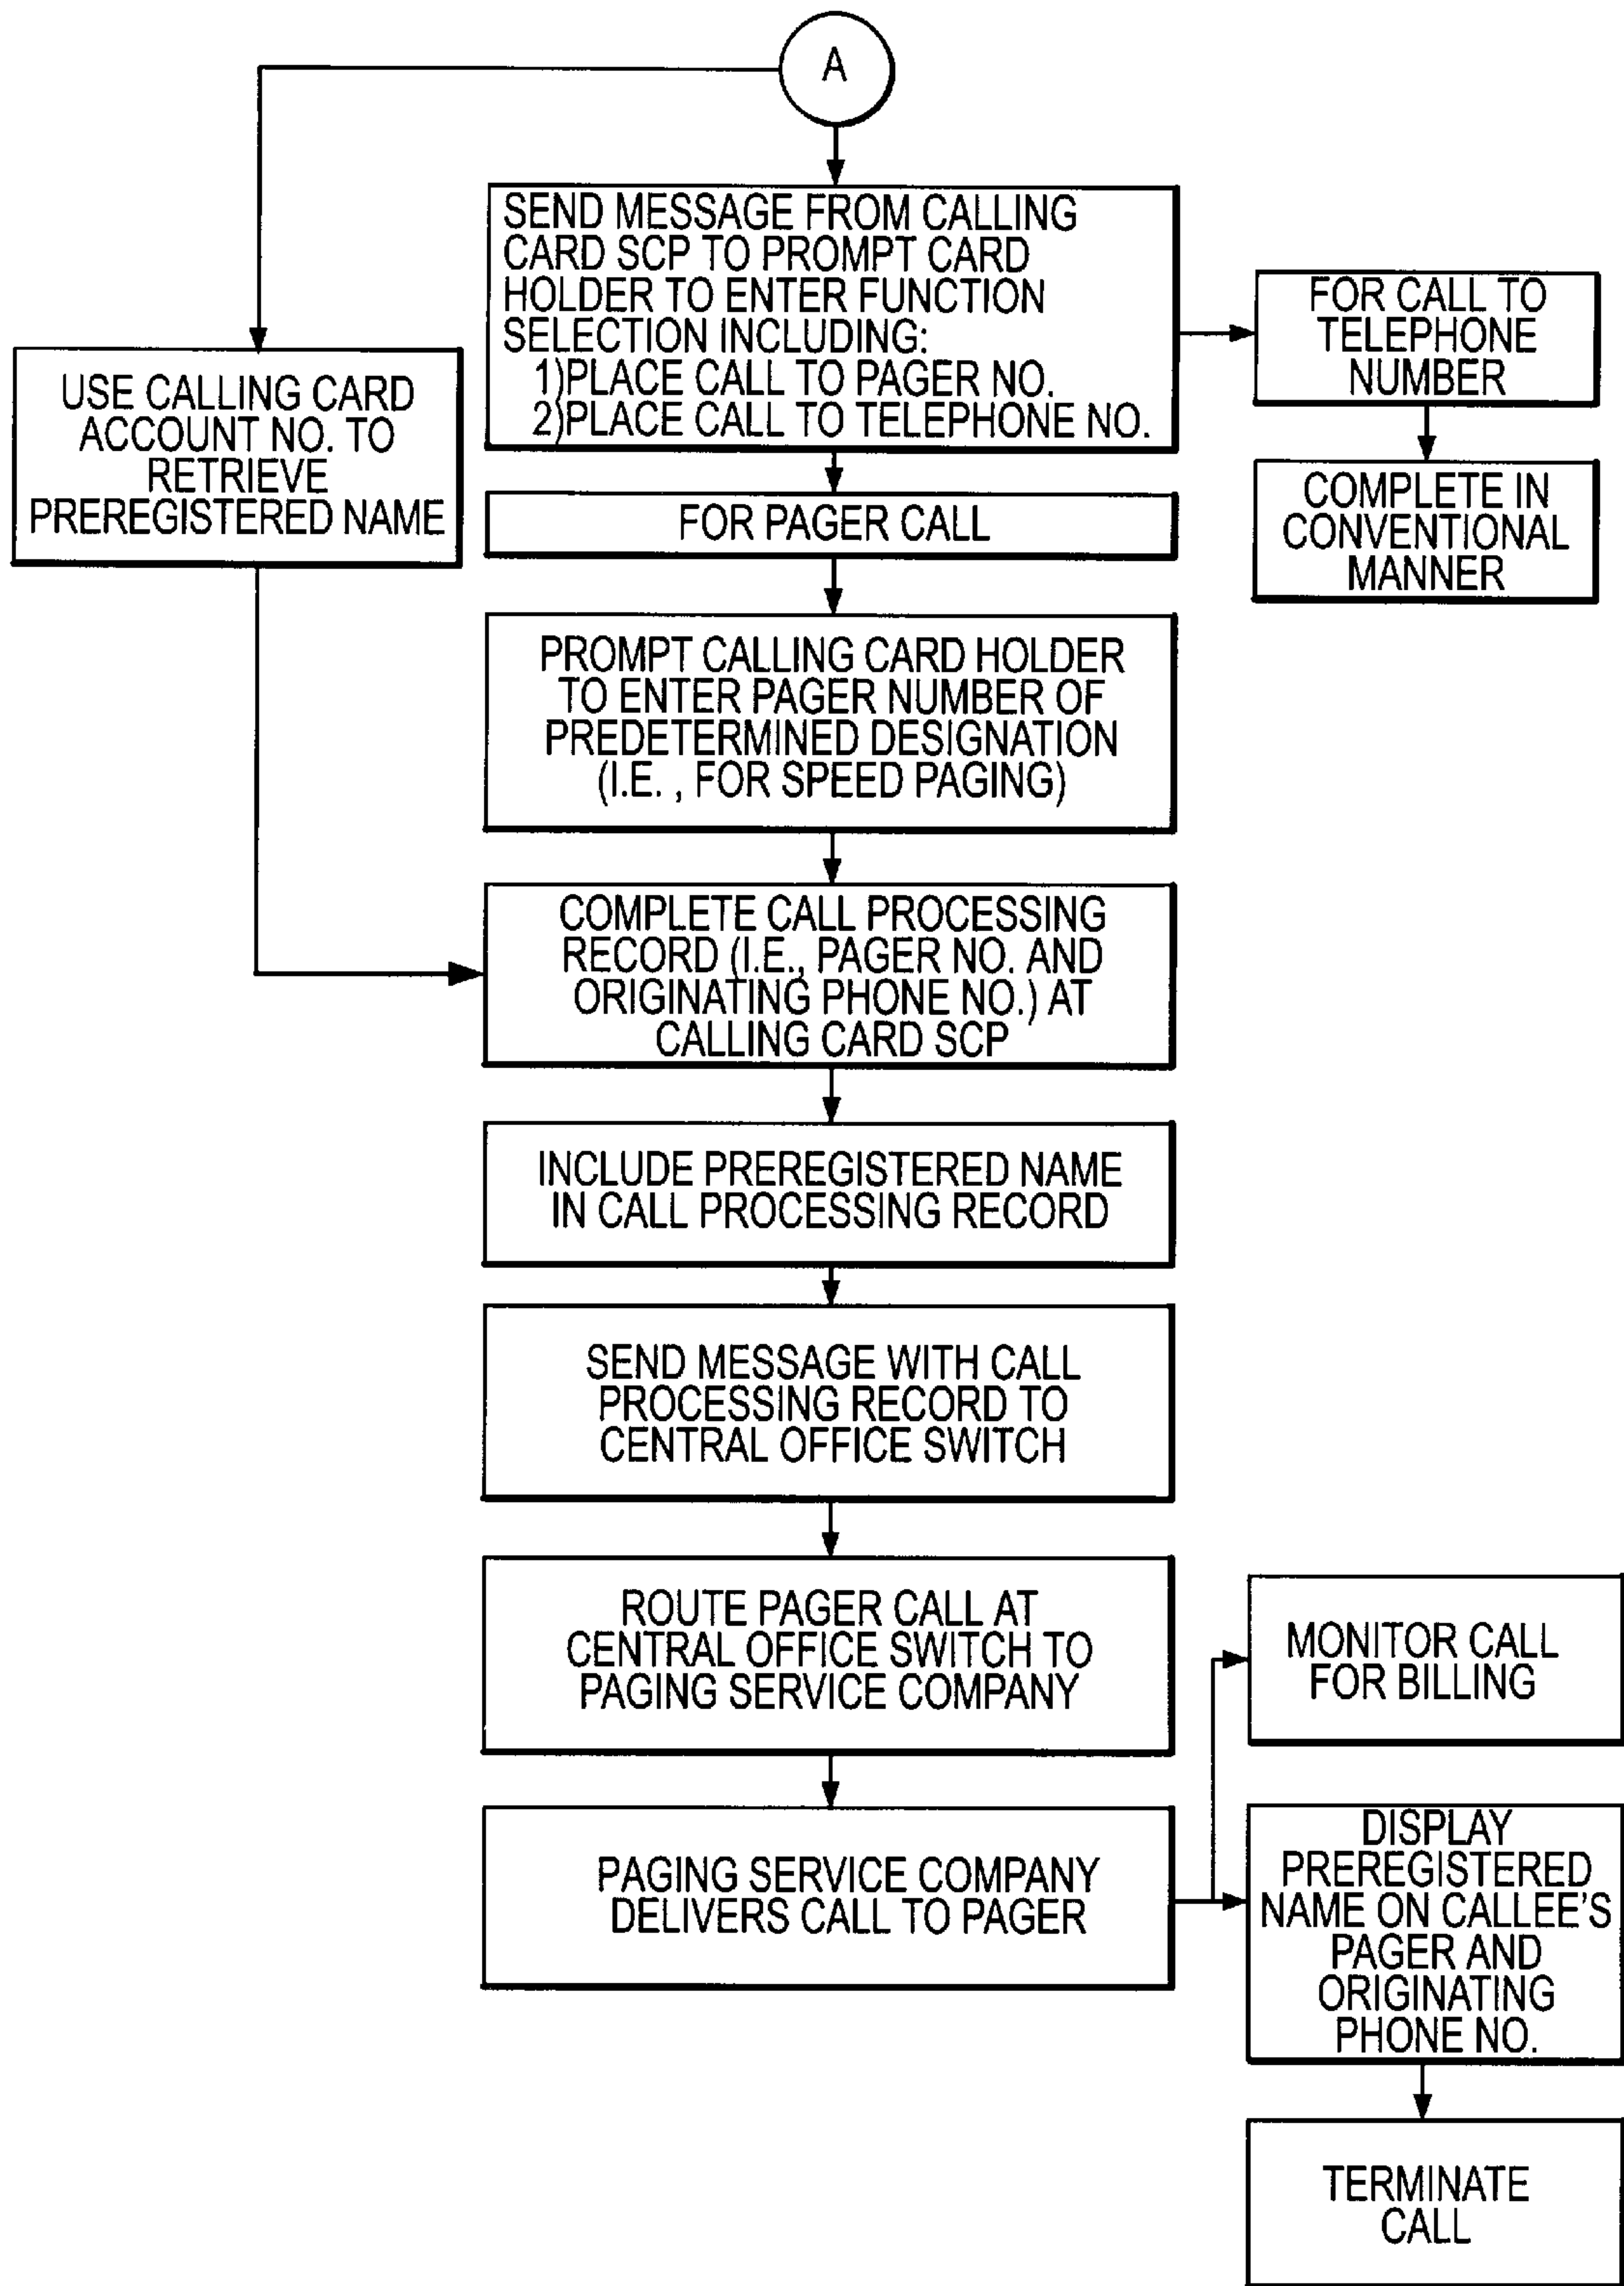 A
SEND MESSAGE FROM CALLING
CARD SCP TO PROMPT CARD
HOLDER TO ENTER FUNCTION
SELECTION INCLUDING:
1)PLACE CALL TO PAGER NO.
2)PLACE CALL TO TELEPHONE NO.
FOR CALL TO
TELEPHONE
NUMBER
USE CALLING CARD
ACCOUNT NO. TO
RETRIEVE
PREREGISTERED NAME
COMPLETE IN
CONVENTIONAL
MANNER
FOR PAGER CALL
PROMPT CALLING CARD HOLDER
TO ENTER PAGER NUMBER OF
PREDETERMINED DESIGNATION
(I.E. , FOR SPEED PAGING)
COMPLETE CALL PROCESSING
RECORD (I.E., PAGER NO. AND
ORIGINATING PHONE NO.) AT
CALLING CARD SCP
INCLUDE PREREGISTERED NAME
IN CALL PROCESSING RECORD
SEND MESSAGE WITH CALL
PROCESSING RECORD TO
CENTRAL OFFICE SWITCH
ROUTE PAGER CALL AT
CENTRAL OFFICE SWITCH TO
PAGING SERVICE COMPANY
MONITOR CALL
FOR BILLING
PAGING SERVICE COMPANY
DELIVERS CALL TO PAGER
DISPLAY
PREREGISTERED
NAME ON CALLEE'S
PAGER AND
ORIGINATING
PHONE NO.
TERMINATE
CALL